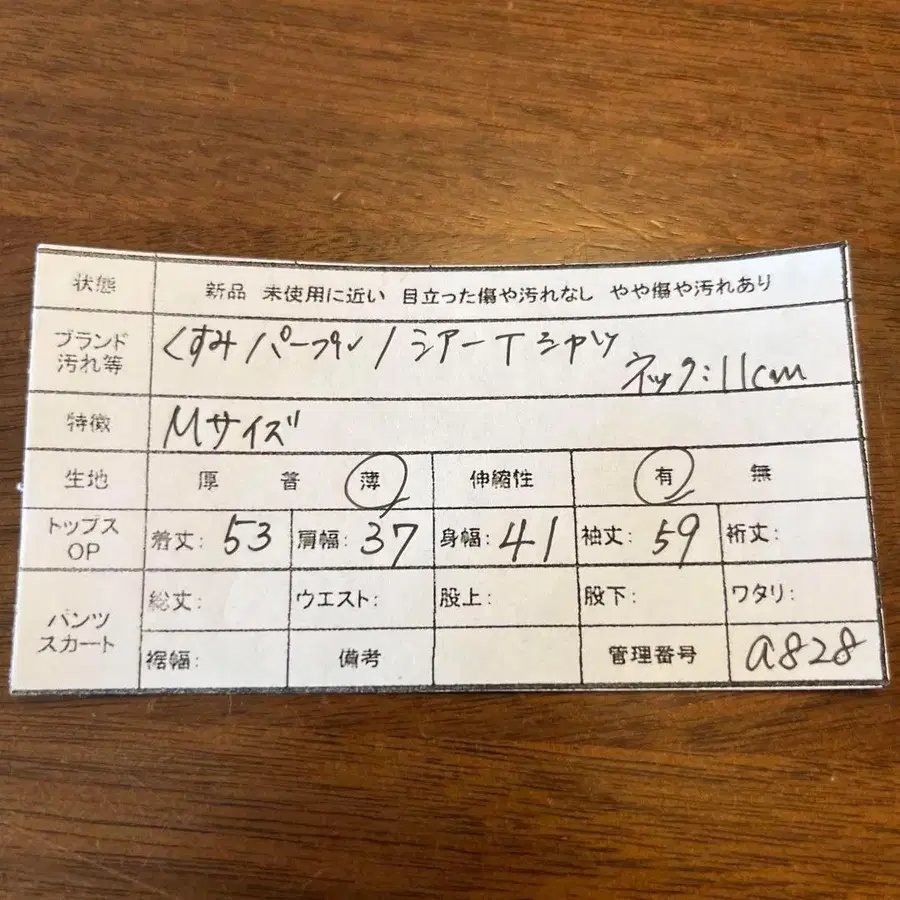 状態 新品 未使用に近い 目立った傷や汚れなし やや傷や汚れあり
ブランド 汚れ等 くすみパープル/シアーTシャツ
ネック:11cm
特徴 Mサイズ
生地 厚 普 薄 伸縮性 有 無
トップス OP 着丈: 53 肩幅: 37 身幅: 41 袖丈: 59 裄丈:
パンツ スカート 総丈: ウエスト: 股上: 股下: ワタリ:
裾幅: 備考 管理番号 a828